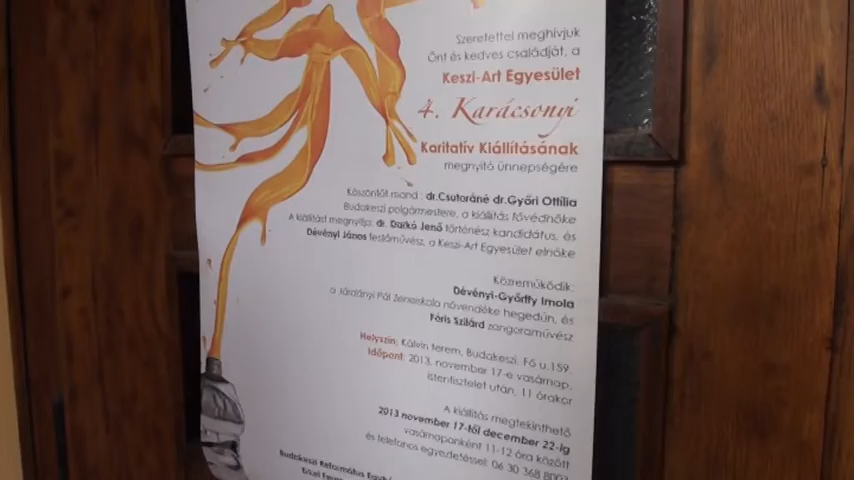 Szeretettel meghívjuk
Önt és kedves családját, a
Keszi-Art Egyesület
4. Karácsonyi
Karitatív Kiállításának
megnyitó ünnepségére
Köszöntőt mond: dr.Csutoráné dr.Győri Ottília
Budakeszi polgármestere, a kiállítás fővédnöke
A kiállítást megnyitja: dr. Darkó Jenő történész kandidátus, és
Dévényi János festőművész, a Keszi-Art Egyesület elnöke
Közreműködik:
Dévényi-Győrffy Imola
a Járdányi Pál Zeneiskola növendéke hegedűn, és
Fóris Szilárd zongoraművész
Helyszín: Kálvin terem, Budakeszi, Fő u.159.
Időpont: 2013. november 17-e vasárnap,
istentisztelet után, 11 órakor
A kiállítás megtekinthető
2013 november 17-től december 22-ig
vasárnaponként 11-12 óra között
és telefonos egyeztetéssel: 06 30 368
Budakeszi Református